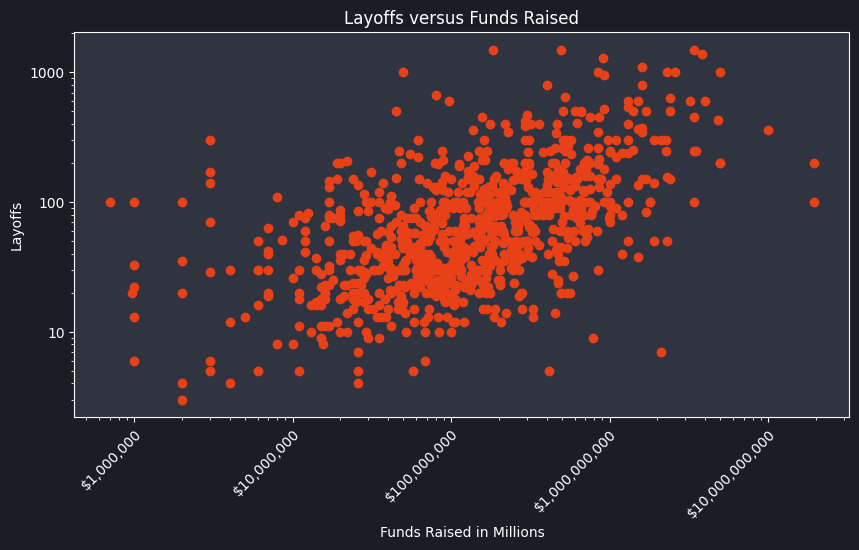 Layoffs versus Funds Raised
1000
100
10
Layoffs
$1,000,000
$10,000,000
$100,000,000
$1,000,000,000
$10,000,000,000
Funds Raised in Millions